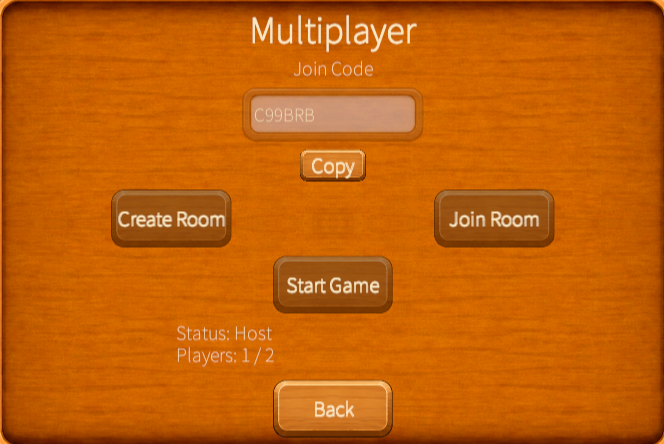 Multiplayer
Join Code
C99BRB
Copy
Create Room
Join Room
Start Game
Status: Host
Players: 1 / 2
Back